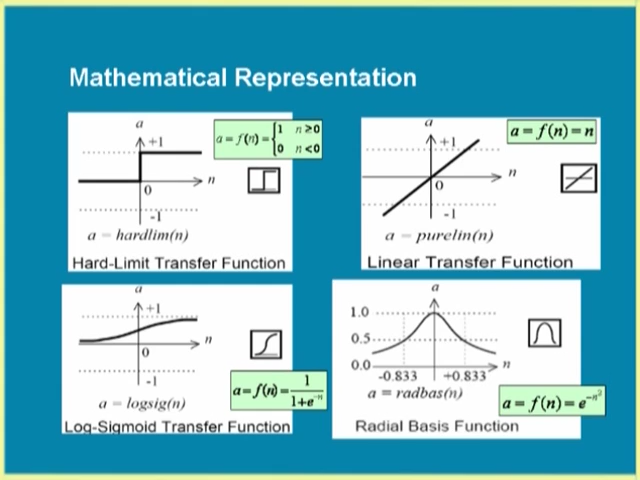 Mathematical Representation
a
+1
n
0
-1
a = f(n) = {1 n ≥ 0
0 n < 0
a = hardlim(n)
Hard-Limit Transfer Function
a
+1
n
0
-1
a = f(n) = n
a = purelin(n)
Linear Transfer Function
a
+1
n
0
-1
a = logsig(n)
a = f(n) = 1/(1+e⁻ⁿ)
Log-Sigmoid Transfer Function
a
1.0
0.5
0.0
n
-0.833 +0.833
a = radbas(n)
a = f(n) = e^(-n²)
Radial Basis Function